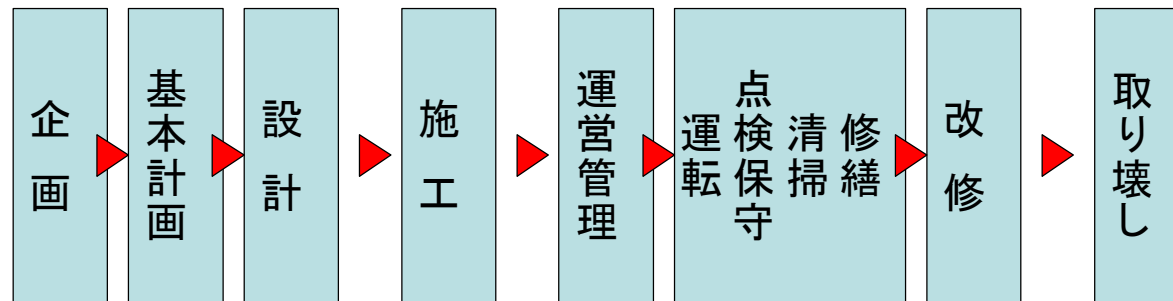 企画
基本計画
設計
施工
運営管理
運転
点検保守
清掃
修繕
改修
取り壊し